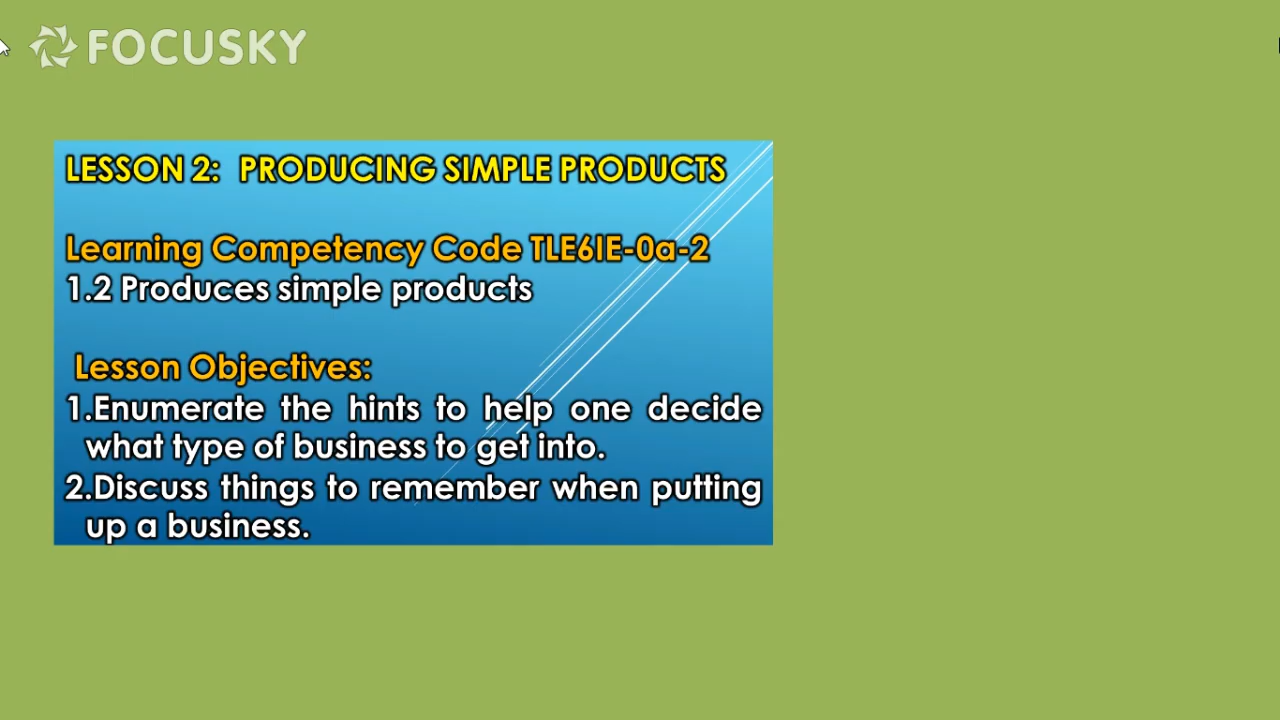 FOCUSKY
LESSON 2: PRODUCING SIMPLE PRODUCTS
Learning Competency Code TLE6IE-0a-2
1.2 Produces simple products
Lesson Objectives:
1.Enumerate the hints to help one decide
what type of business to get into.
2.Discuss things to remember when putting
up a business.